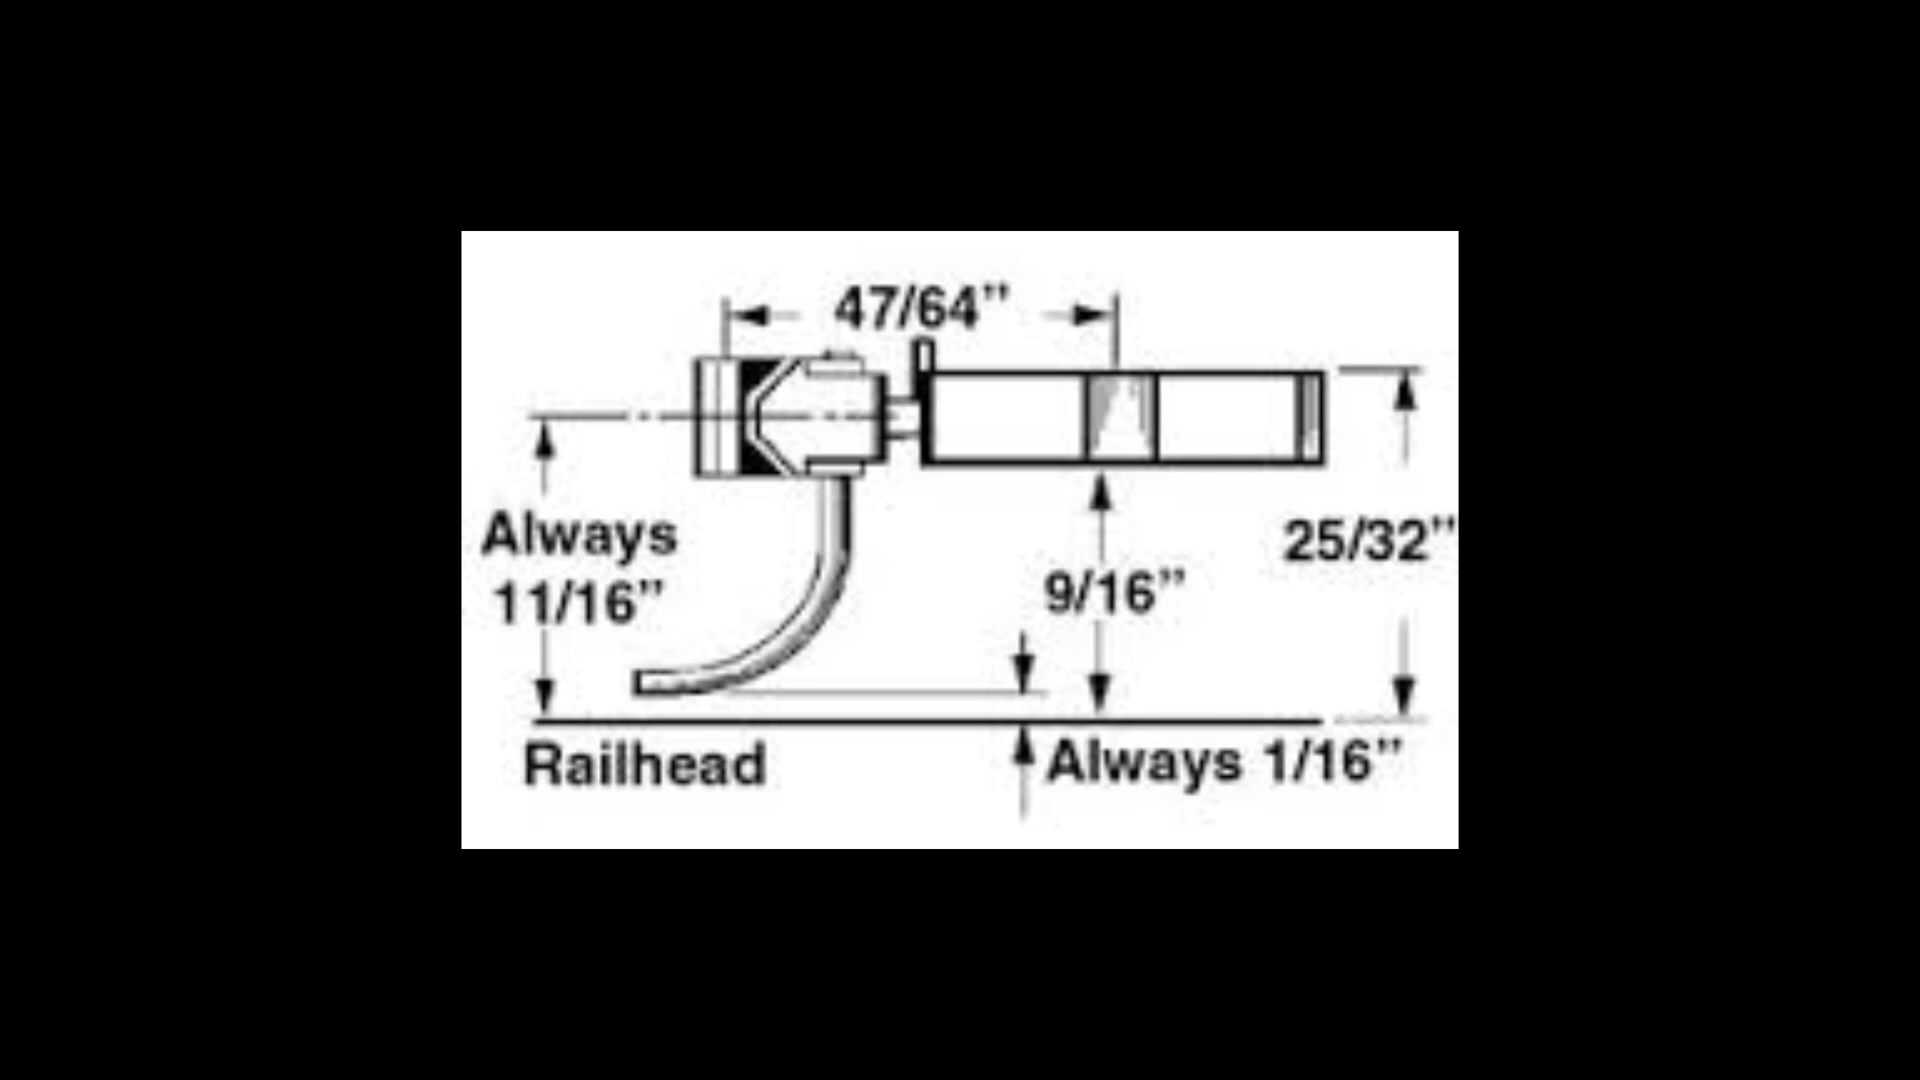 47/64”
Always
11/16”
25/32”
9/16”
Railhead
Always 1/16”